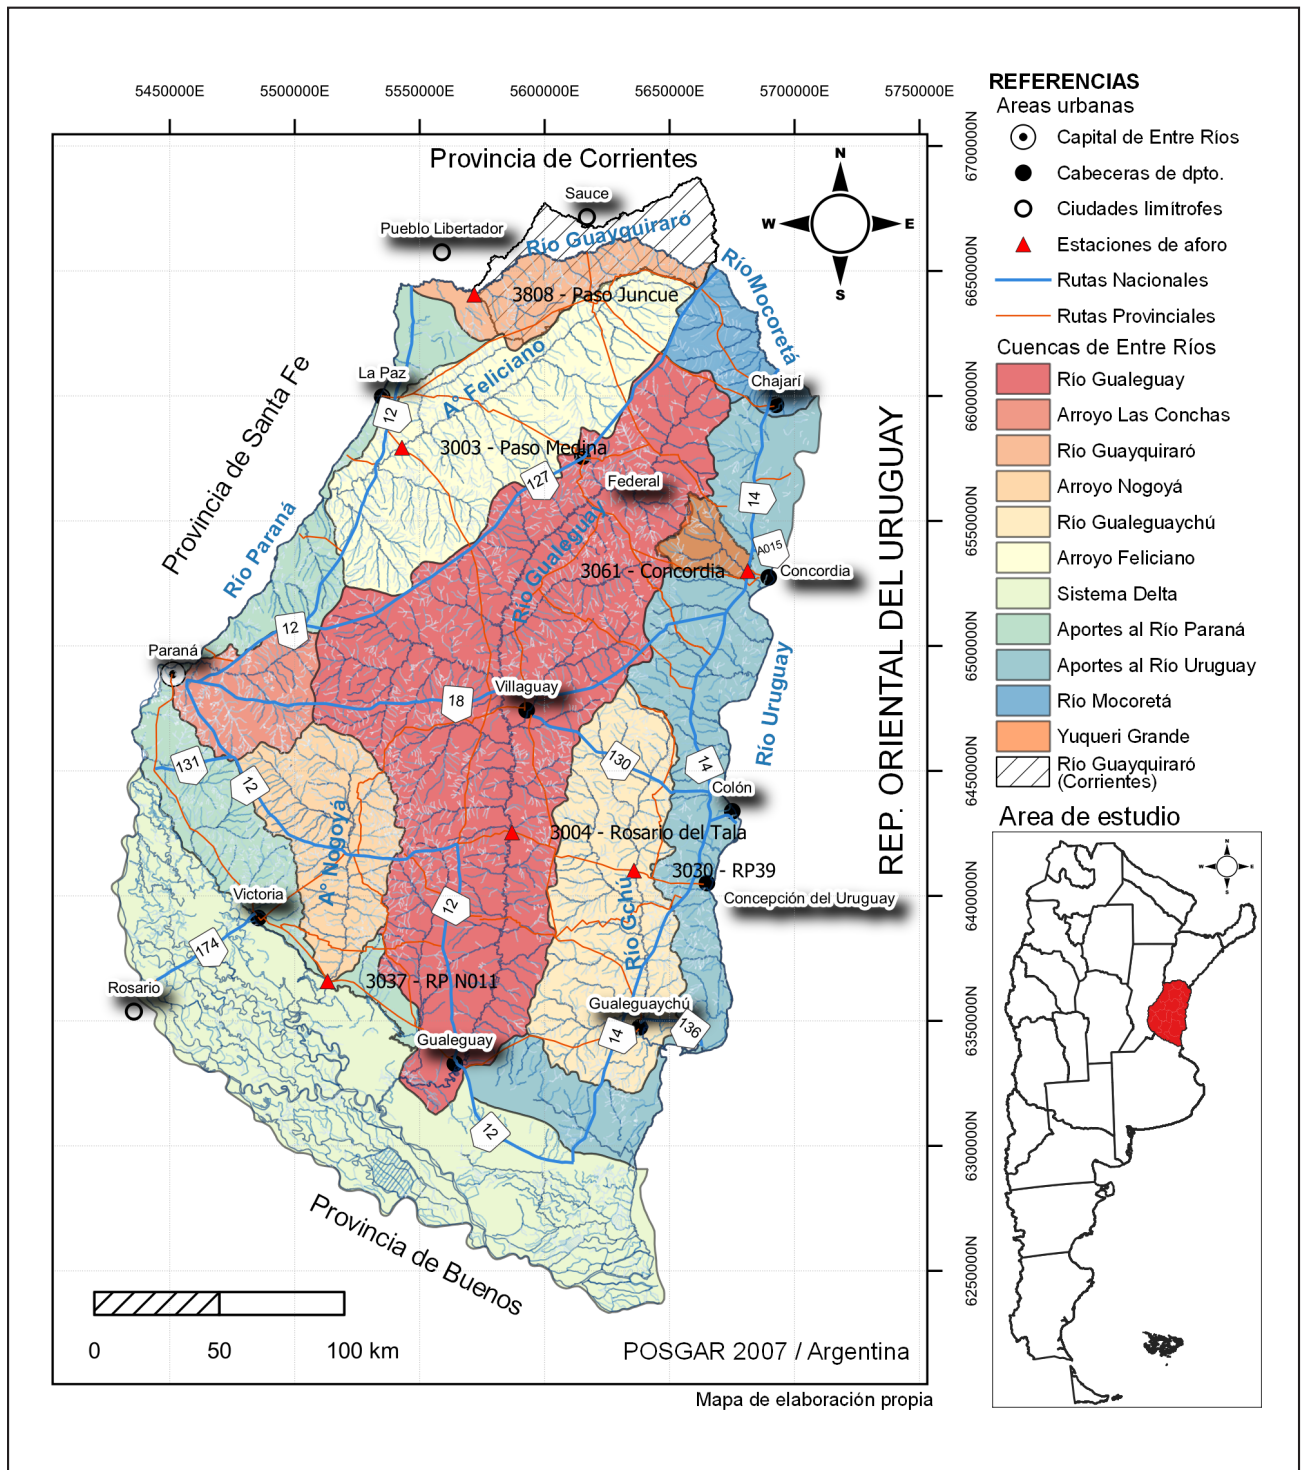 5450000E 5500000E 5550000E 5600000E 5650000E 5700000E 5750000E
6700000N
6650000N
6600000N
6550000N
6500000N
6450000N
6400000N
6350000N
6300000N
6250000N
Provincia de Corrientes
Sauce
Pueblo Libertador
Río Guayquiraró
Río Mocoretá
N
W
E
S
3808 - Paso Juncue
La Paz
A° Feliciano
Chajarí
12
3003 - Paso Medina
127
Federal
14
Provincia de Santa Fe
Río Paraná
Río Gualeguay
A015
3061 - Concordia
Concordia
12
REP. ORIENTAL DEL URUGUAY
Paraná
Villaguay
18
Río Uruguay
131
12
130
14
Colón
A° Nogoyá
3004 - Rosario del Tala
3030 - RP39
Victoria
12
Concepción del Uruguay
174
Río Gchú
Rosario
3037 - RP N011
Gualeguaychú
14
136
Gualeguay
12
Provincia de Buenos
0 50 100 km
POSGAR 2007 / Argentina
Mapa de elaboración propia
REFERENCIAS
Areas urbanas
Capital de Entre Ríos
Cabeceras de dpto.
Ciudades limítrofes
Estaciones de aforo
Rutas Nacionales
Rutas Provinciales
Cuencas de Entre Ríos
Río Gualeguay
Arroyo Las Conchas
Río Guayquiraró
Arroyo Nogoyá
Río Gualeguaychú
Arroyo Feliciano
Sistema Delta
Aportes al Río Paraná
Aportes al Río Uruguay
Río Mocoretá
Yuqueri Grande
Río Guayquiraró
(Corrientes)
Area de estudio
N
W
E
S